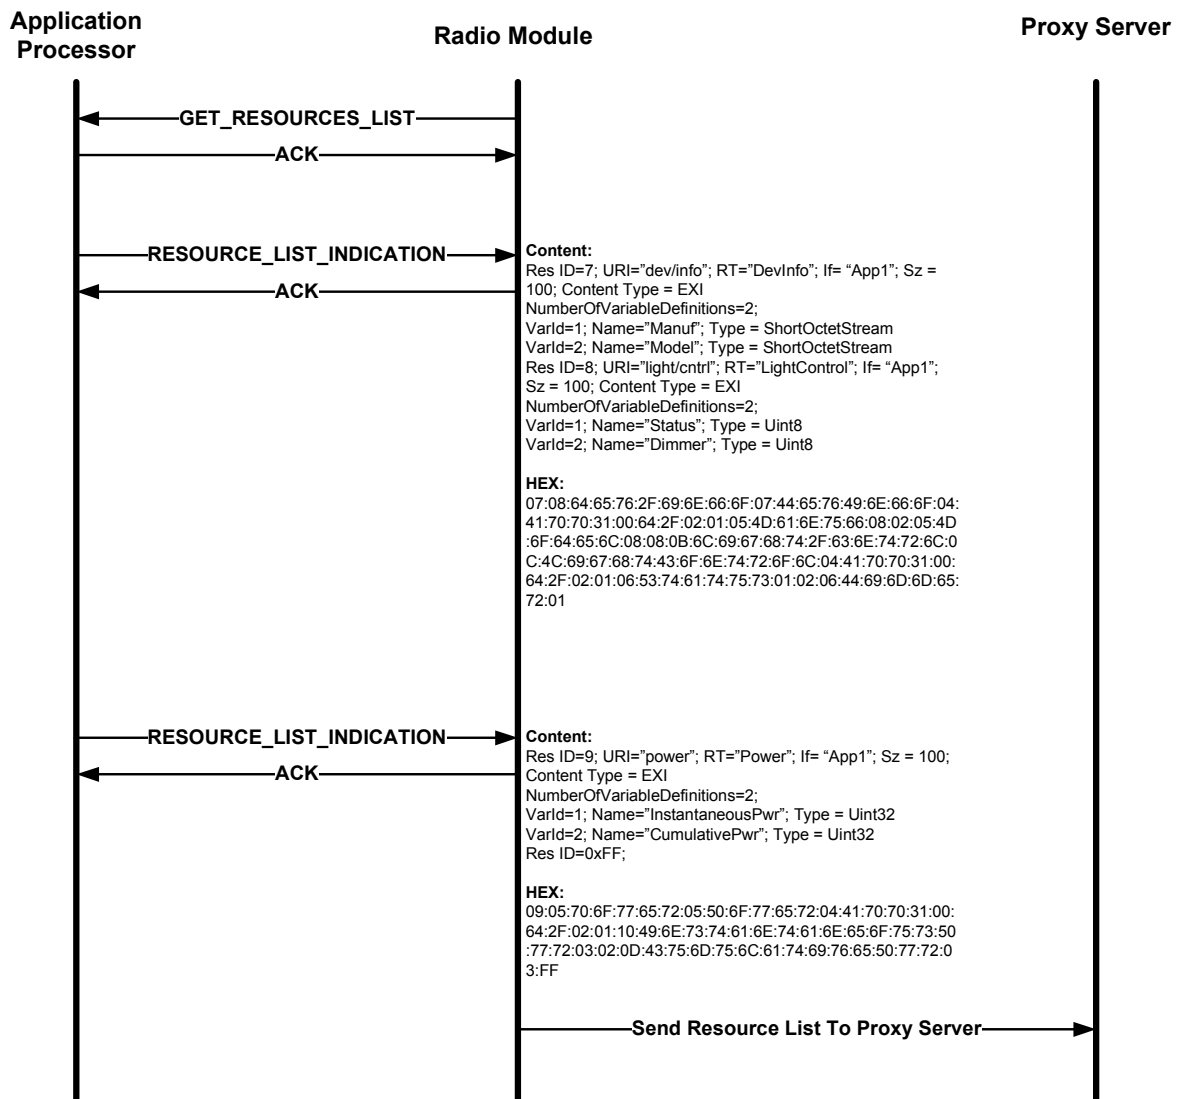 Application
Processor
Radio Module
Proxy Server
GET_RESOURCES_LIST
ACK
RESOURCE_LIST_INDICATION
ACK
Content:
Res ID=7; URI=”dev/info”; RT=”DevInfo”; If= “App1”; Sz =
100; Content Type = EXI
NumberOfVariableDefinitions=2;
VarId=1; Name=”Manuf”; Type = ShortOctetStream
VarId=2; Name=”Model”; Type = ShortOctetStream
Res ID=8; URI=”light/cntrl”; RT=”LightControl”; If= “App1”;
Sz = 100; Content Type = EXI
NumberOfVariableDefinitions=2;
VarId=1; Name=”Status”; Type = Uint8
VarId=2; Name=”Dimmer”; Type = Uint8
HEX:
07:08:64:65:76:2F:69:6E:66:6F:07:44:65:76:49:6E:66:6F:04:
41:70:70:31:00:64:2F:02:01:05:4D:61:6E:75:66:08:02:05:4D
:6F:64:65:6C:08:08:0B:6C:69:67:68:74:2F:63:6E:74:72:6C:0
C:4C:69:67:68:74:43:6F:6E:74:72:6F:6C:04:41:70:70:31:00:
64:2F:02:01:06:53:74:61:74:75:73:01:02:06:44:69:6D:6D:65:
72:01
RESOURCE_LIST_INDICATION
ACK
Content:
Res ID=9; URI=”power”; RT=”Power”; If= “App1”; Sz = 100;
Content Type = EXI
NumberOfVariableDefinitions=2;
VarId=1; Name=”InstantaneousPwr”; Type = Uint32
VarId=2; Name=”CumulativePwr”; Type = Uint32
Res ID=0xFF;
HEX:
09:05:70:6F:77:65:72:05:50:6F:77:65:72:04:41:70:70:31:00:
64:2F:02:01:10:49:6E:73:74:61:6E:74:61:6E:65:6F:75:73:50
:77:72:03:02:0D:43:75:6D:75:6C:61:74:69:76:65:50:77:72:0
3:FF
Send Resource List To Proxy Server